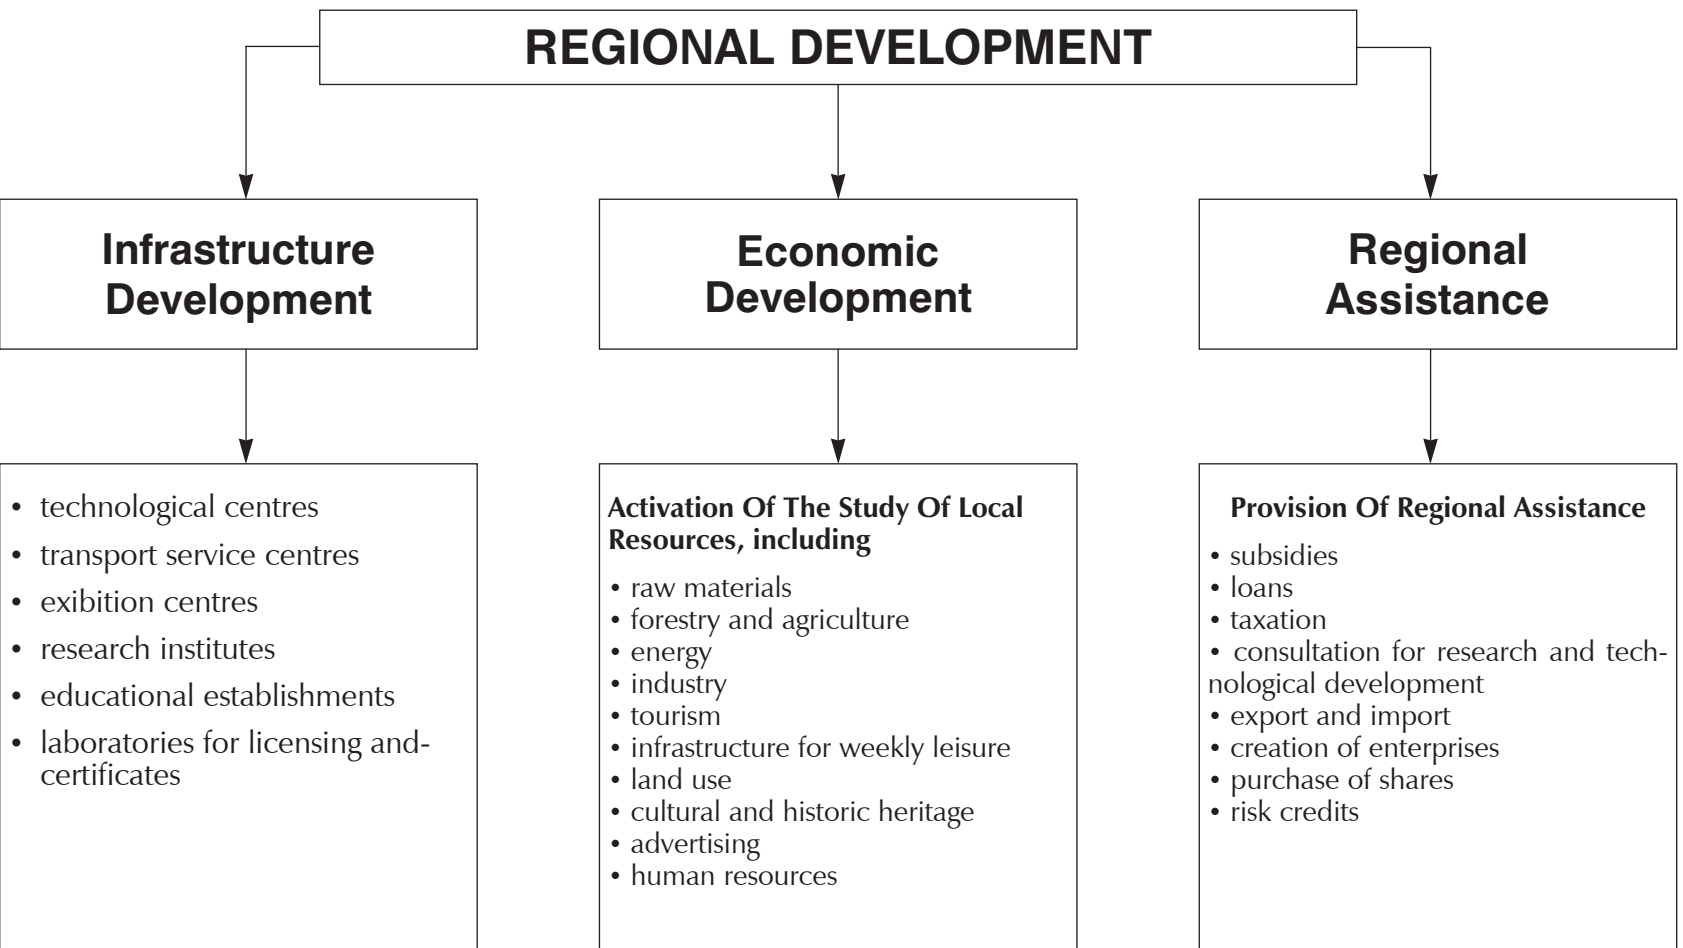 REGIONAL DEVELOPMENT
Infrastructure
Development
• technological centres
• transport service centres
• exibition centres
• research institutes
• educational establishments
• laboratories for licensing and-
certificates
Economic
Development
Activation Of The Study Of Local
Resources, including
• raw materials
• forestry and agriculture
• energy
• industry
• tourism
• infrastructure for weekly leisure
• land use
• cultural and historic heritage
• advertising
• human resources
Regional
Assistance
Provision Of Regional Assistance
• subsidies
• loans
• taxation
• consultation for research and tech-
nological development
• export and import
• creation of enterprises
• purchase of shares
• risk credits